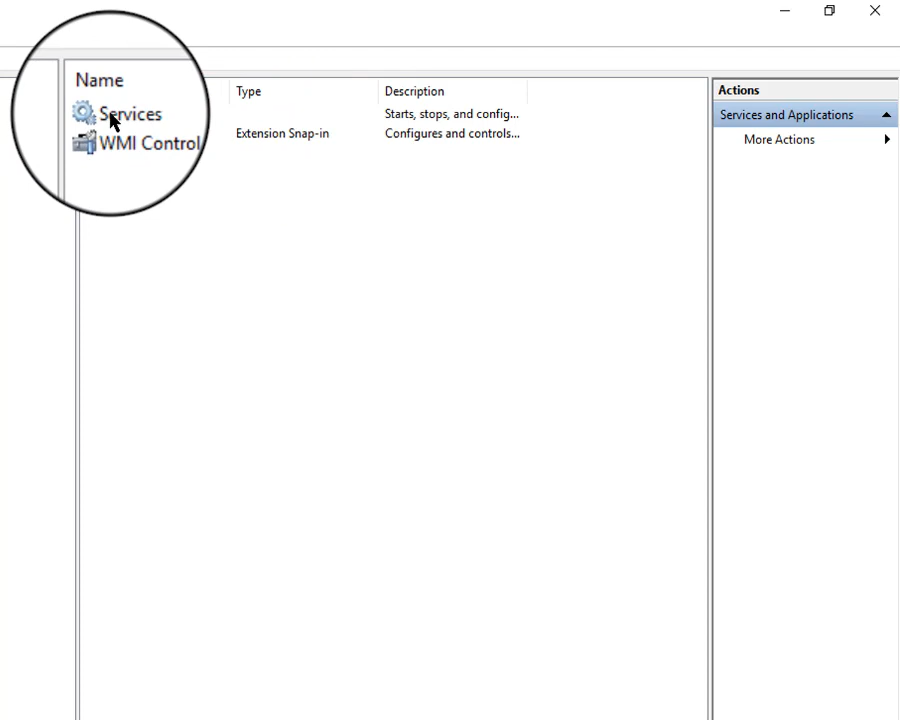 Name Type Description Actions
Services Starts, stops, and config... Services and Applications
WMI Control Extension Snap-in Configures and controls... More Actions